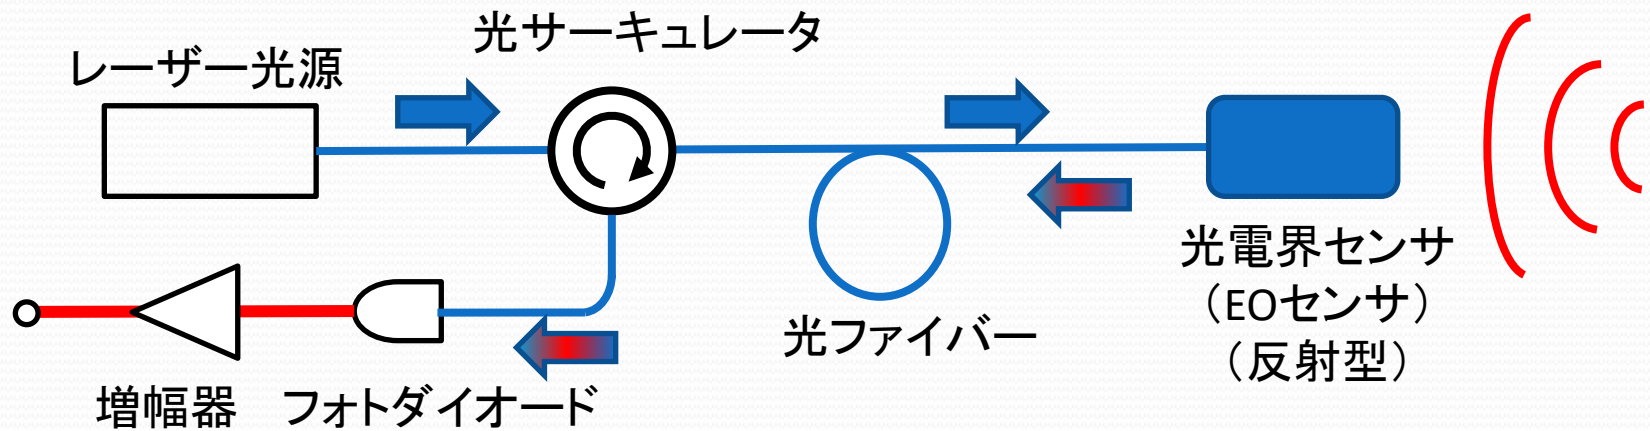 光サーキュレータ
レーザー光源
光電界センサ
（EOセンサ）
（反射型）
光ファイバー
増幅器
フォトダイオード